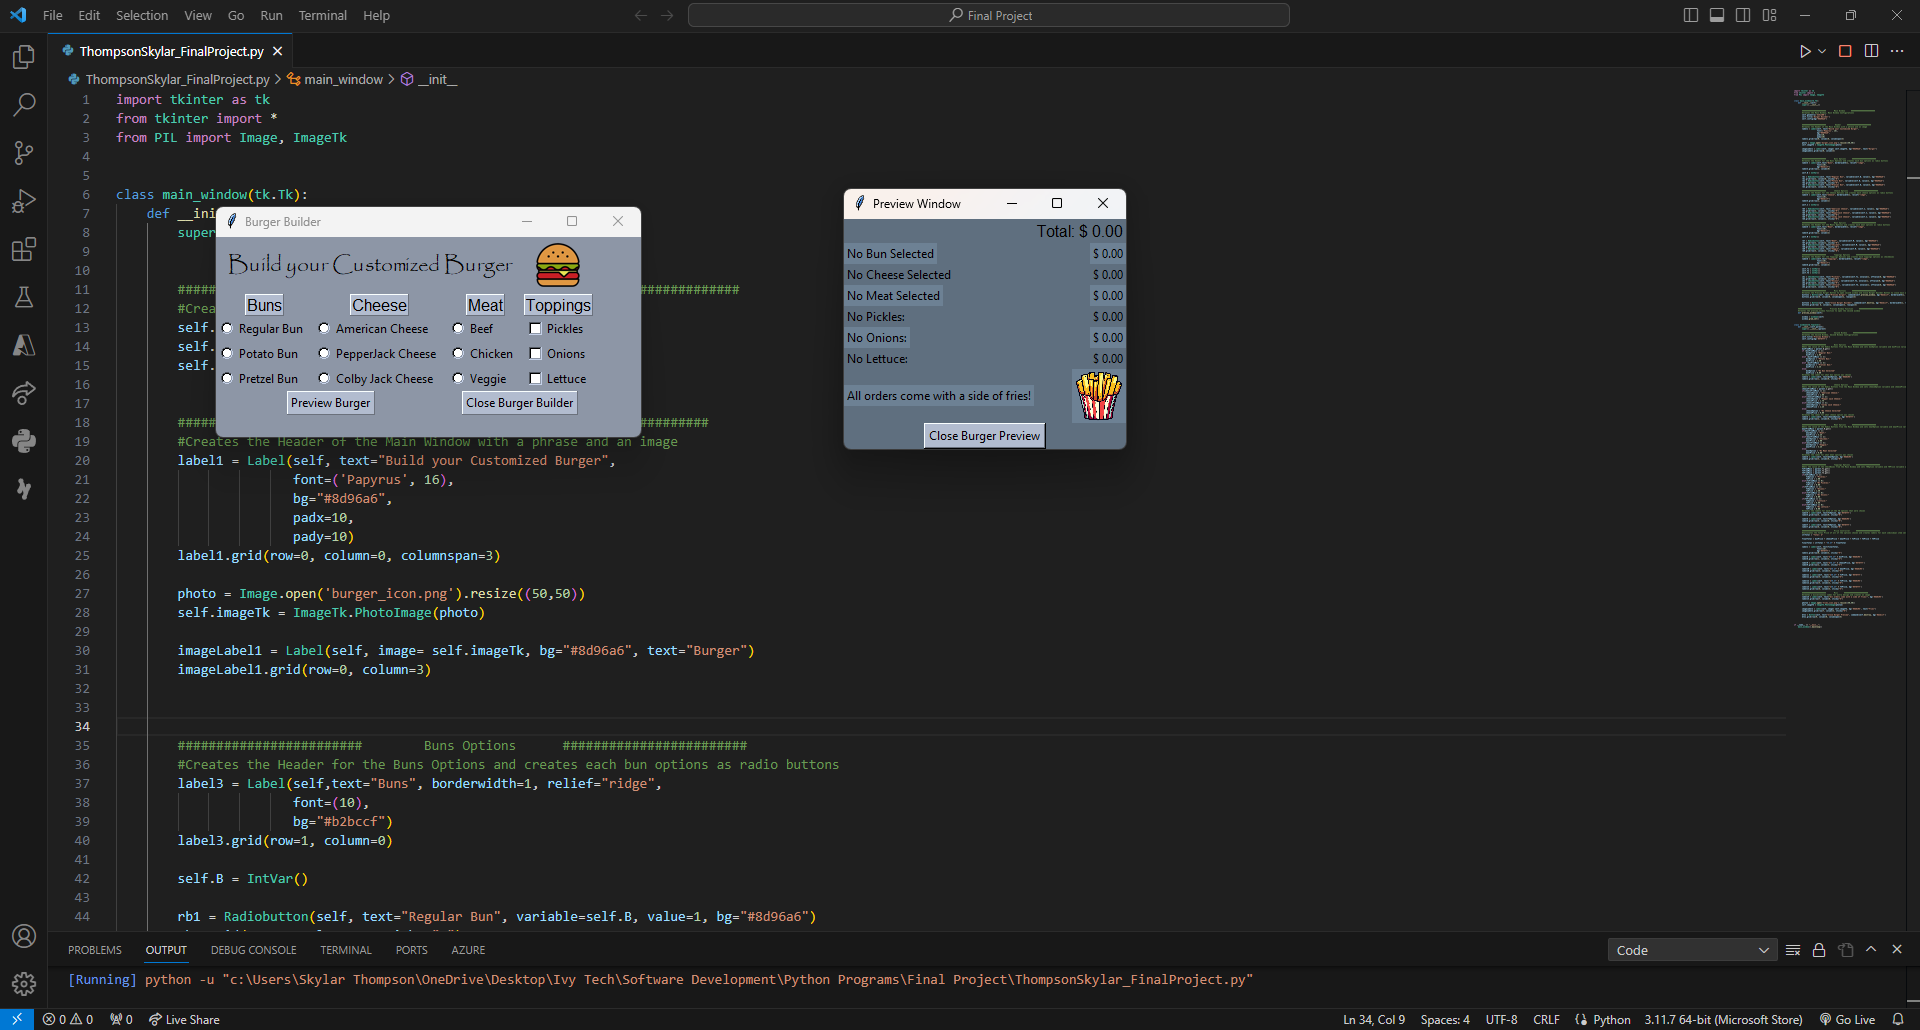 File Edit Selection View Go Run Terminal Help
Final Project
ThompsonSkylar_FinalProject.py
ThompsonSkylar_FinalProject.py > main_window > __init__
1 import tkinter as tk
2 from tkinter import *
3 from PIL import Image, ImageTk
4
5
6 class main_window(tk.Tk):
7 def __ini
8 super
9
10
11 ## ##############
12 #Crea
13 self.
14 self.
15 self.
16
17
18 ## ##########
19 #Creates the Header of the Main Window with a phrase and an image
20 label1 = Label(self, text="Build your Customized Burger",
21 font=('Papyrus', 16),
22 bg="#8d96a6",
23 padx=10,
24 pady=10)
25 label1.grid(row=0, column=0, columnspan=3)
26
27 photo = Image.open('burger_icon.png').resize((50,50))
28 self.imageTk = ImageTk.PhotoImage(photo)
29
30 imageLabel1 = Label(self, image= self.imageTk, bg="#8d96a6", text="Burger")
31 imageLabel1.grid(row=0, column=3)
32
33
34
35 ######################## Buns Options ########################
36 #Creates the Header for the Buns Options and creates each bun options as radio buttons
37 label3 = Label(self,text="Buns", borderwidth=1, relief="ridge",
38 font=(10),
39 bg="#b2bccf")
40 label3.grid(row=1, column=0)
41
42 self.B = IntVar()
43
44 rb1 = Radiobutton(self, text="Regular Bun", variable=self.B, value=1, bg="#8d96a6")
Burger Builder
Build your Customized Burger
Buns Cheese Meat Toppings
Regular Bun American Cheese Beef Pickles
Potato Bun PepperJack Cheese Chicken Onions
Pretzel Bun Colby Jack Cheese Veggie Lettuce
Preview Burger Close Burger Builder
Preview Window
Total: $ 0.00
No Bun Selected $ 0.00
No Cheese Selected $ 0.00
No Meat Selected $ 0.00
No Pickles: $ 0.00
No Onions: $ 0.00
No Lettuce: $ 0.00
All orders come with a side of fries!
Close Burger Preview
PROBLEMS OUTPUT DEBUG CONSOLE TERMINAL PORTS AZURE
Code
[Running] python -u "c:\Users\Skylar Thompson\OneDrive\Desktop\Ivy Tech\Software Development\Python Programs\Final Project\ThompsonSkylar_FinalProject.py"
0 0 0 Live Share
Ln 34, Col 9 Spaces: 4 UTF-8 CRLF Python 3.11.7 64-bit (Microsoft Store) Go Live